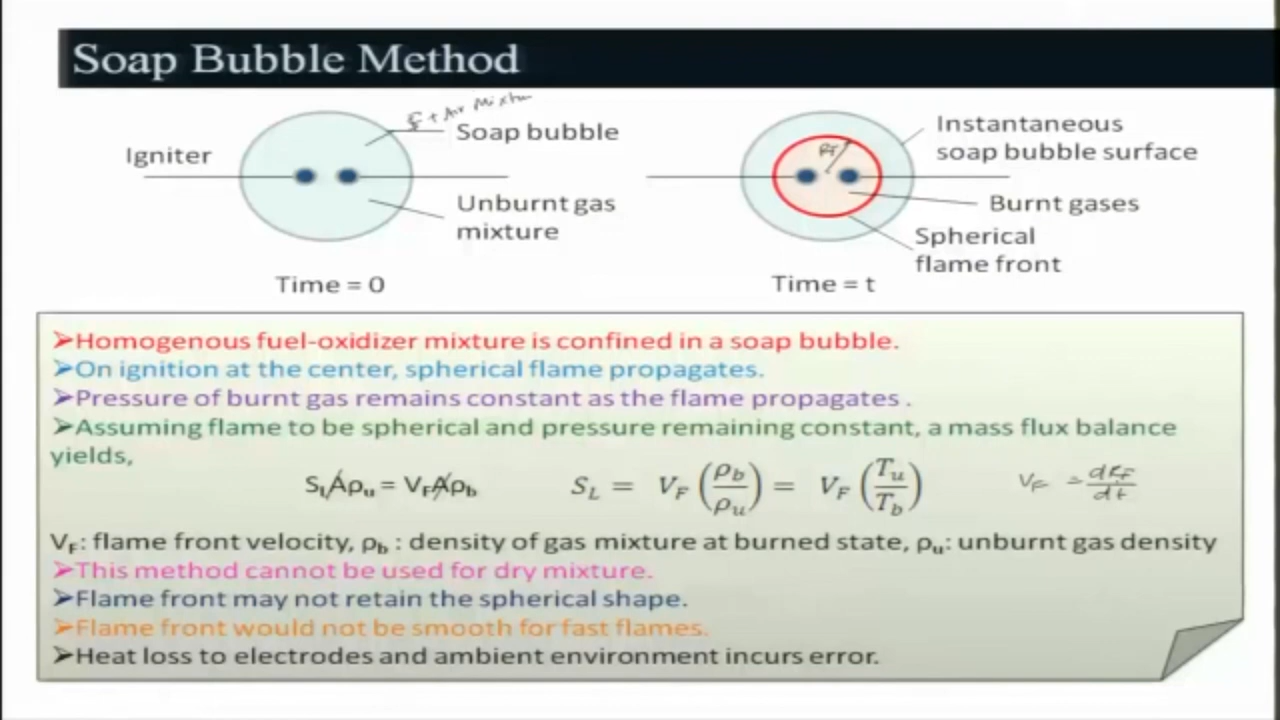 Soap Bubble Method
F + Air Mixtu
Soap bubble
Igniter
Unburnt gas
mixture
Time = 0
Instantaneous
soap bubble surface
Burnt gases
Spherical
flame front
Time = t
➢Homogenous fuel-oxidizer mixture is confined in a soap bubble.
➢On ignition at the center, spherical flame propagates.
➢Pressure of burnt gas remains constant as the flame propagates .
➢Assuming flame to be spherical and pressure remaining constant, a mass flux balance
yields,
S_L A ρ_u = V_F A ρ_b    S_L = V_F (ρ_b/ρ_u) = V_F (T_u/T_b)    V_F = dR_F/dt
V_F: flame front velocity, ρ_b : density of gas mixture at burned state, ρ_u: unburnt gas density
➢This method cannot be used for dry mixture.
➢Flame front may not retain the spherical shape.
➢Flame front would not be smooth for fast flames.
➢Heat loss to electrodes and ambient environment incurs error.